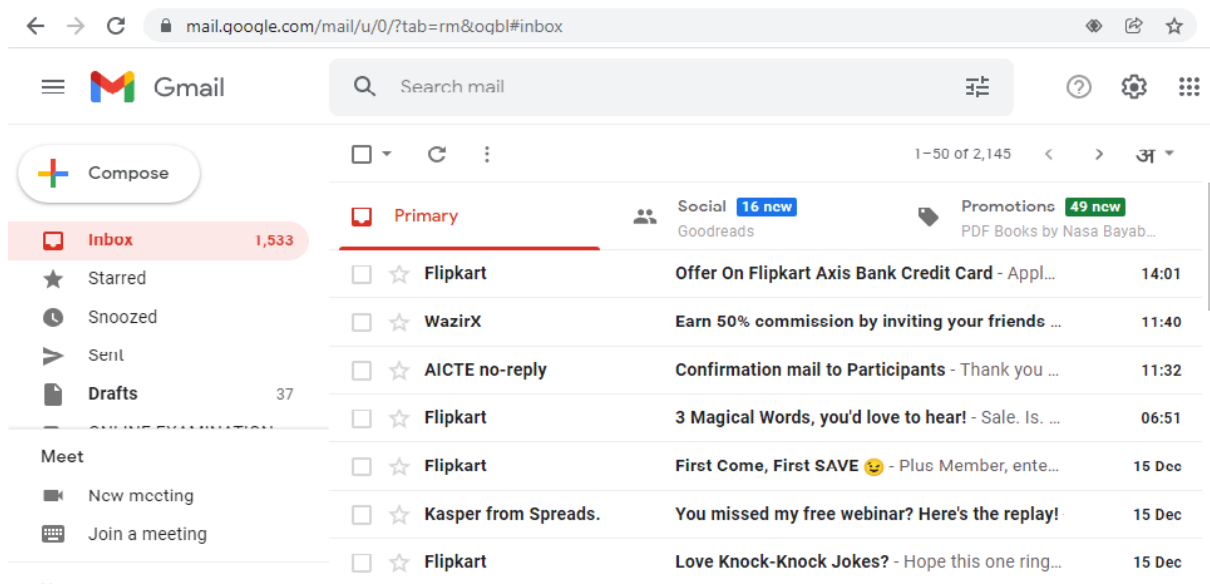 mail.google.com/mail/u/0/?tab=rm&ogbl#inbox
Gmail
Search mail
Compose
1–50 of 2,145
अ
Inbox 1,533
Starred
Snoozed
Sent
Drafts 37
ONLINE EXAMINATION
Meet
New meeting
Join a meeting
Primary
Social 16 new
Goodreads
Promotions 49 new
PDF Books by Nasa Bayab…
Flipkart Offer On Flipkart Axis Bank Credit Card - Appl… 14:01
WazirX Earn 50% commission by inviting your friends … 11:40
AICTE no-reply Confirmation mail to Participants - Thank you … 11:32
Flipkart 3 Magical Words, you'd love to hear! - Sale. Is. … 06:51
Flipkart First Come, First SAVE 😉 - Plus Member, ente… 15 Dec
Kasper from Spreads. You missed my free webinar? Here's the replay! 15 Dec
Flipkart Love Knock-Knock Jokes? - Hope this one ring… 15 Dec